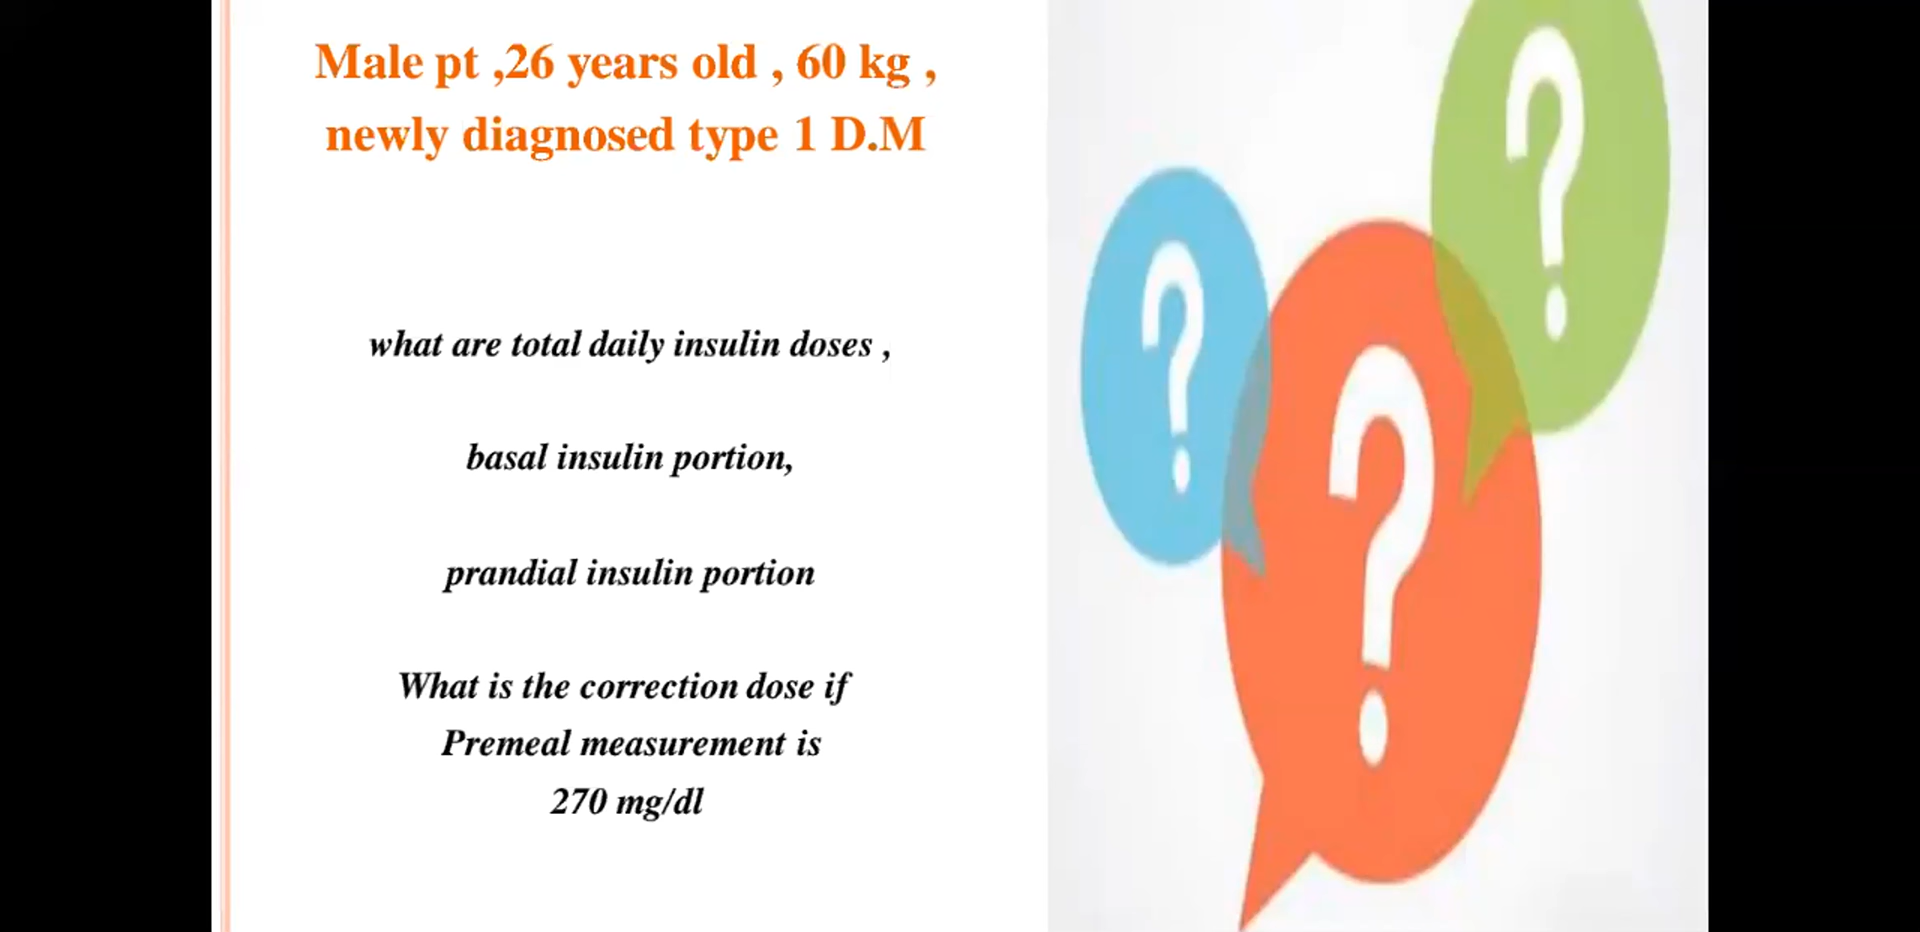 Male pt ,26 years old , 60 kg ,
newly diagnosed type 1 D.M
what are total daily insulin doses ,
basal insulin portion,
prandial insulin portion
What is the correction dose if
Premeal measurement is
270 mg/dl
? 
?
?